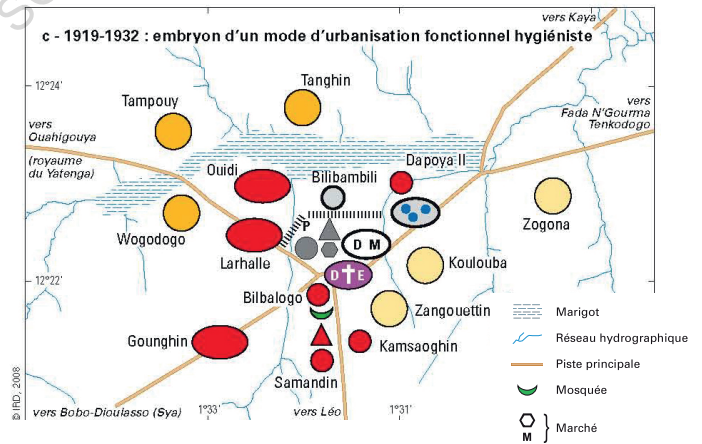 vers Kaya
c - 1919-1932 : embryon d'un mode d'urbanisation fonctionnel hygiéniste
12°24'
Tanghin
Tampouy
vers
Fada N'Gourma
Tenkodogo
vers
Ouahigouya
(royaume
du Yatenga)
Ouidi
Bilibambili
Dapoya II
P
D M
Wogodogo
Zogona
Larhalle
Koulouba
12°22'
D E
Bilbalogo
Zangouettin
Gounghin
Kamsaoghin
Samandin
vers Bobo-Dioulasso (Sya)
1°33'
vers Léo
1°31'
© IRD, 2008
Marigot
Réseau hydrographique
Piste principale
Mosquée
M
Marché